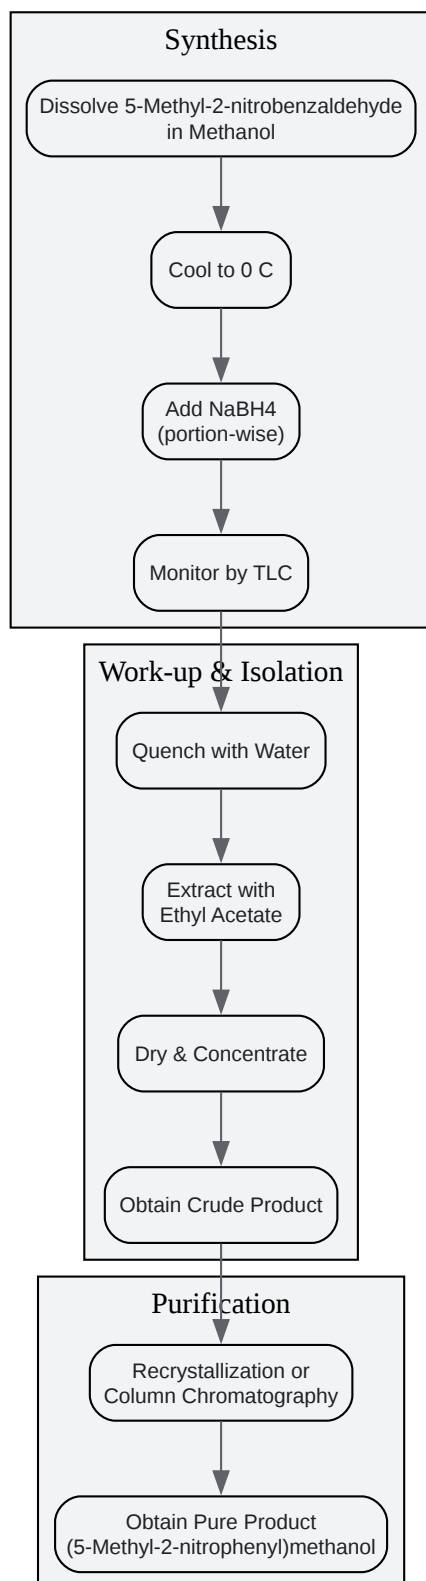 Synthesis
Dissolve 5-Methyl-2-nitrobenzaldehyde
in Methanol
Cool to 0 C
Add NaBH4
(portion-wise)
Monitor by TLC
Work-up & Isolation
Quench with Water
Extract with
Ethyl Acetate
Dry & Concentrate
Obtain Crude Product
Purification
Recrystallization or
Column Chromatography
Obtain Pure Product
(5-Methyl-2-nitrophenyl)methanol